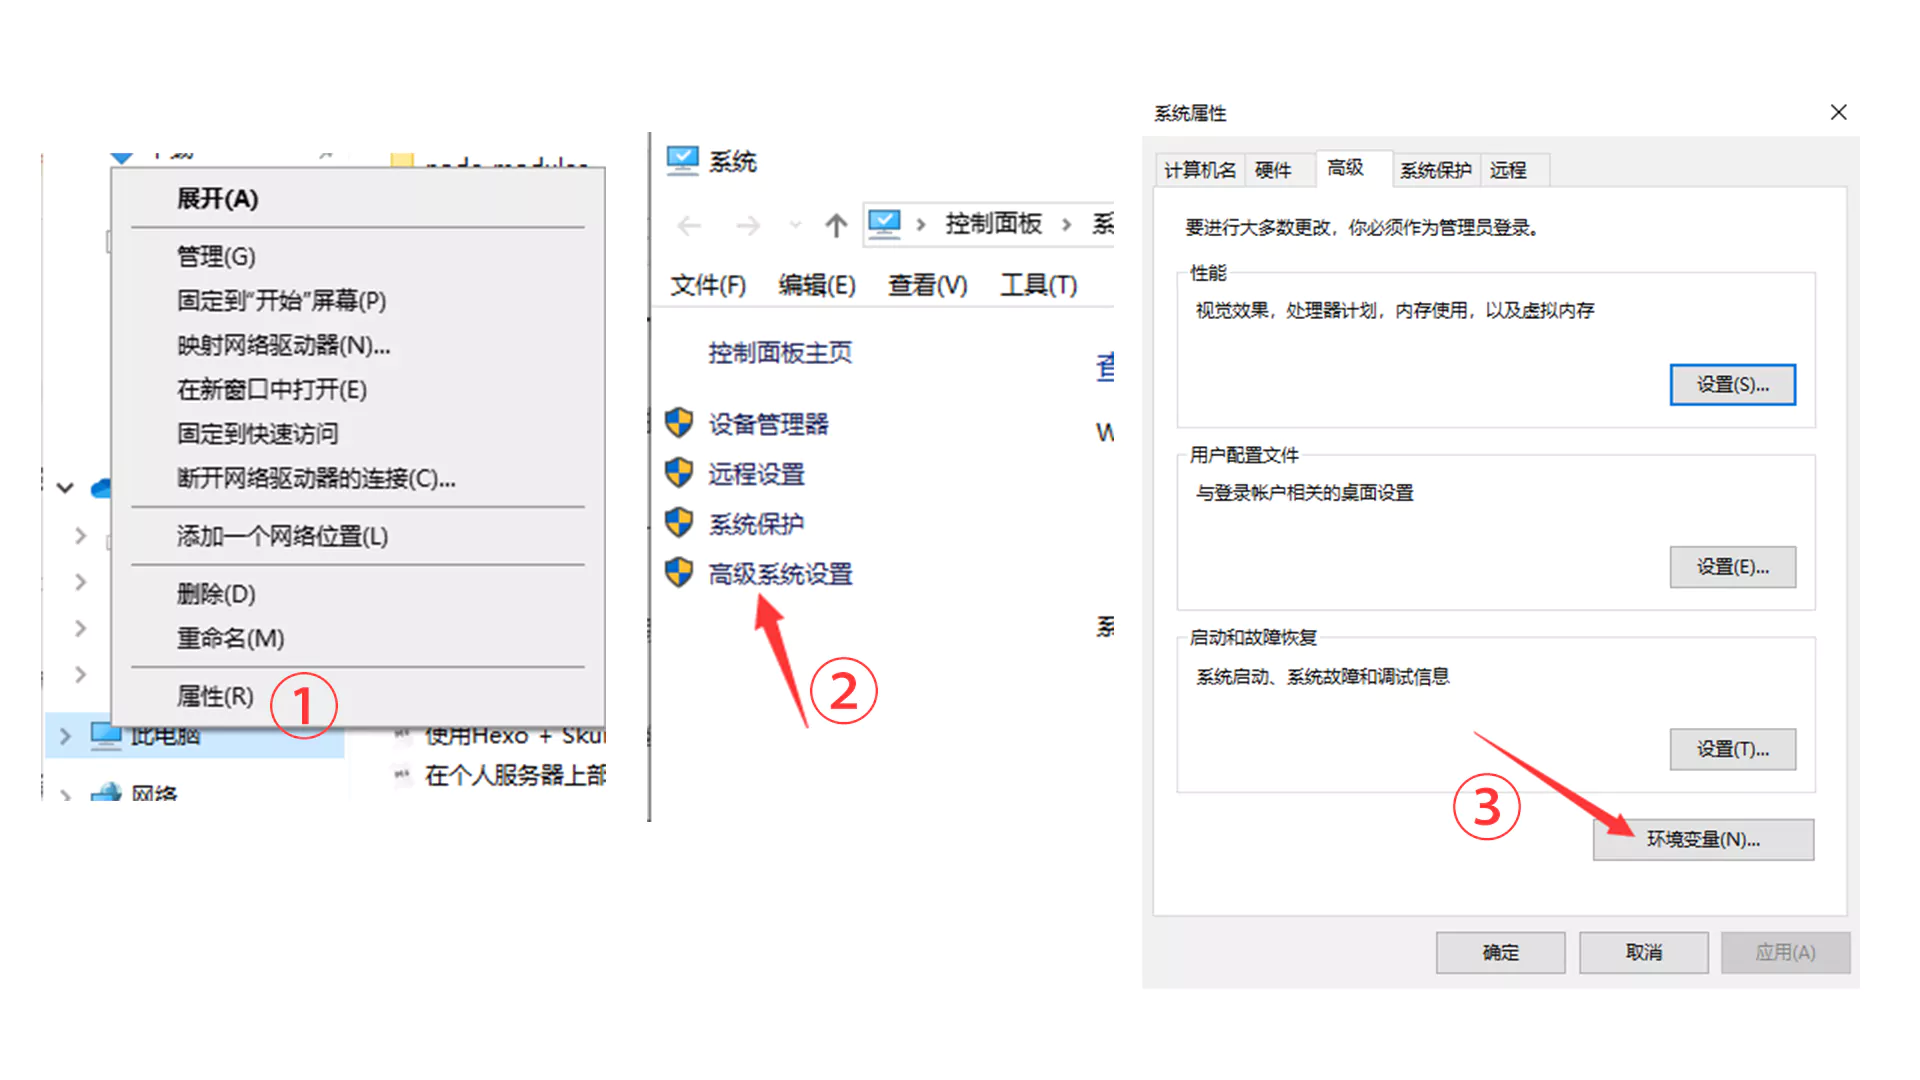 node_modules
展开(A)
管理(G)
固定到“开始”屏幕(P)
映射网络驱动器(N)...
在新窗口中打开(E)
固定到快速访问
断开网络驱动器的连接(C)...
添加一个网络位置(L)
删除(D)
重命名(M)
属性(R)
①
此电脑
网络
使用Hexo + Sku
在个人服务器上部
系统
控制面板
系
文件(F) 编辑(E) 查看(V) 工具(T)
控制面板主页
查
设备管理器
W
远程设置
系统保护
高级系统设置
系
②
系统属性
计算机名 硬件 高级 系统保护 远程
要进行大多数更改，你必须作为管理员登录。
性能
视觉效果，处理器计划，内存使用，以及虚拟内存
设置(S)...
用户配置文件
与登录帐户相关的桌面设置
设置(E)...
启动和故障恢复
系统启动、系统故障和调试信息
设置(T)...
③
环境变量(N)...
确定 取消 应用(A)